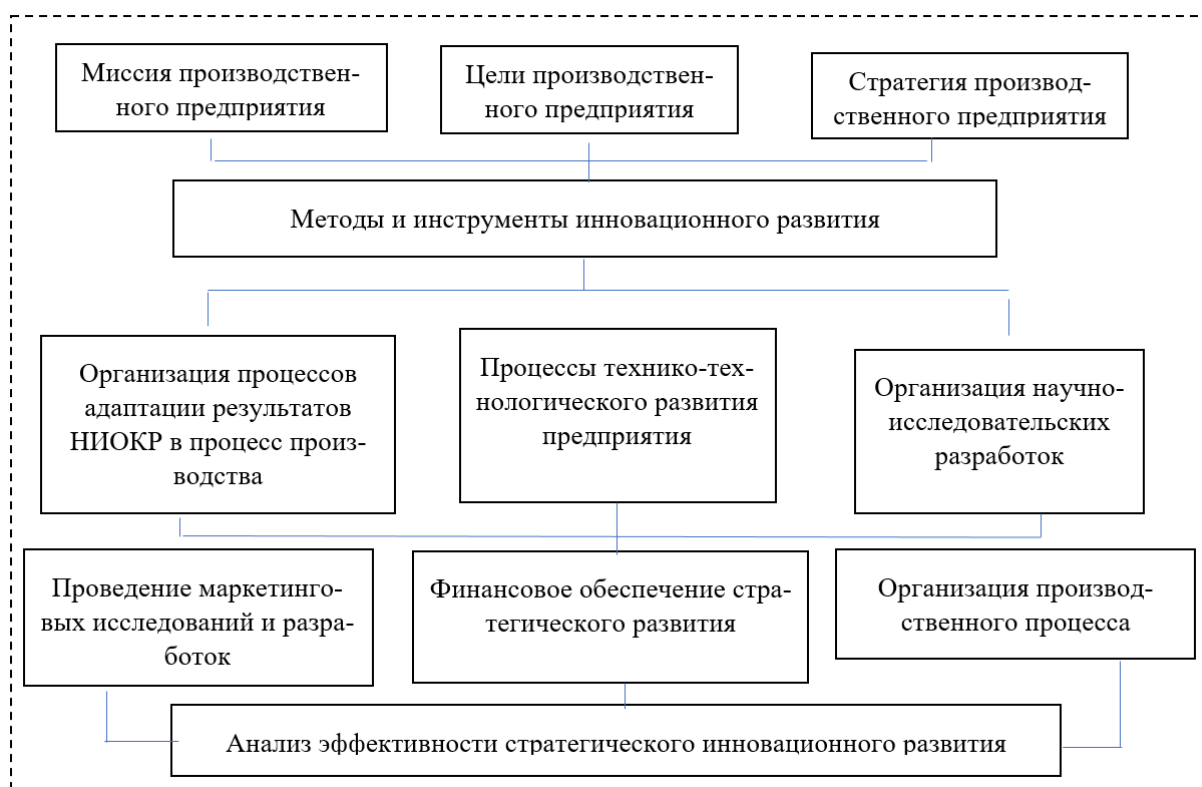 Миссия производствен-
ного предприятия
Цели производствен-
ного предприятия
Стратегия производ-
ственного предприятия
Методы и инструменты инновационного развития
Организация процессов
адаптации результатов
НИОКР в процесс произ-
водства
Процессы технико-тех-
нологического развития
предприятия
Организация научно-
исследовательских
разработок
Проведение маркетинго-
вых исследований и разра-
боток
Финансовое обеспечение стра-
тегического развития
Организация производ-
ственного процесса
Анализ эффективности стратегического инновационного развития